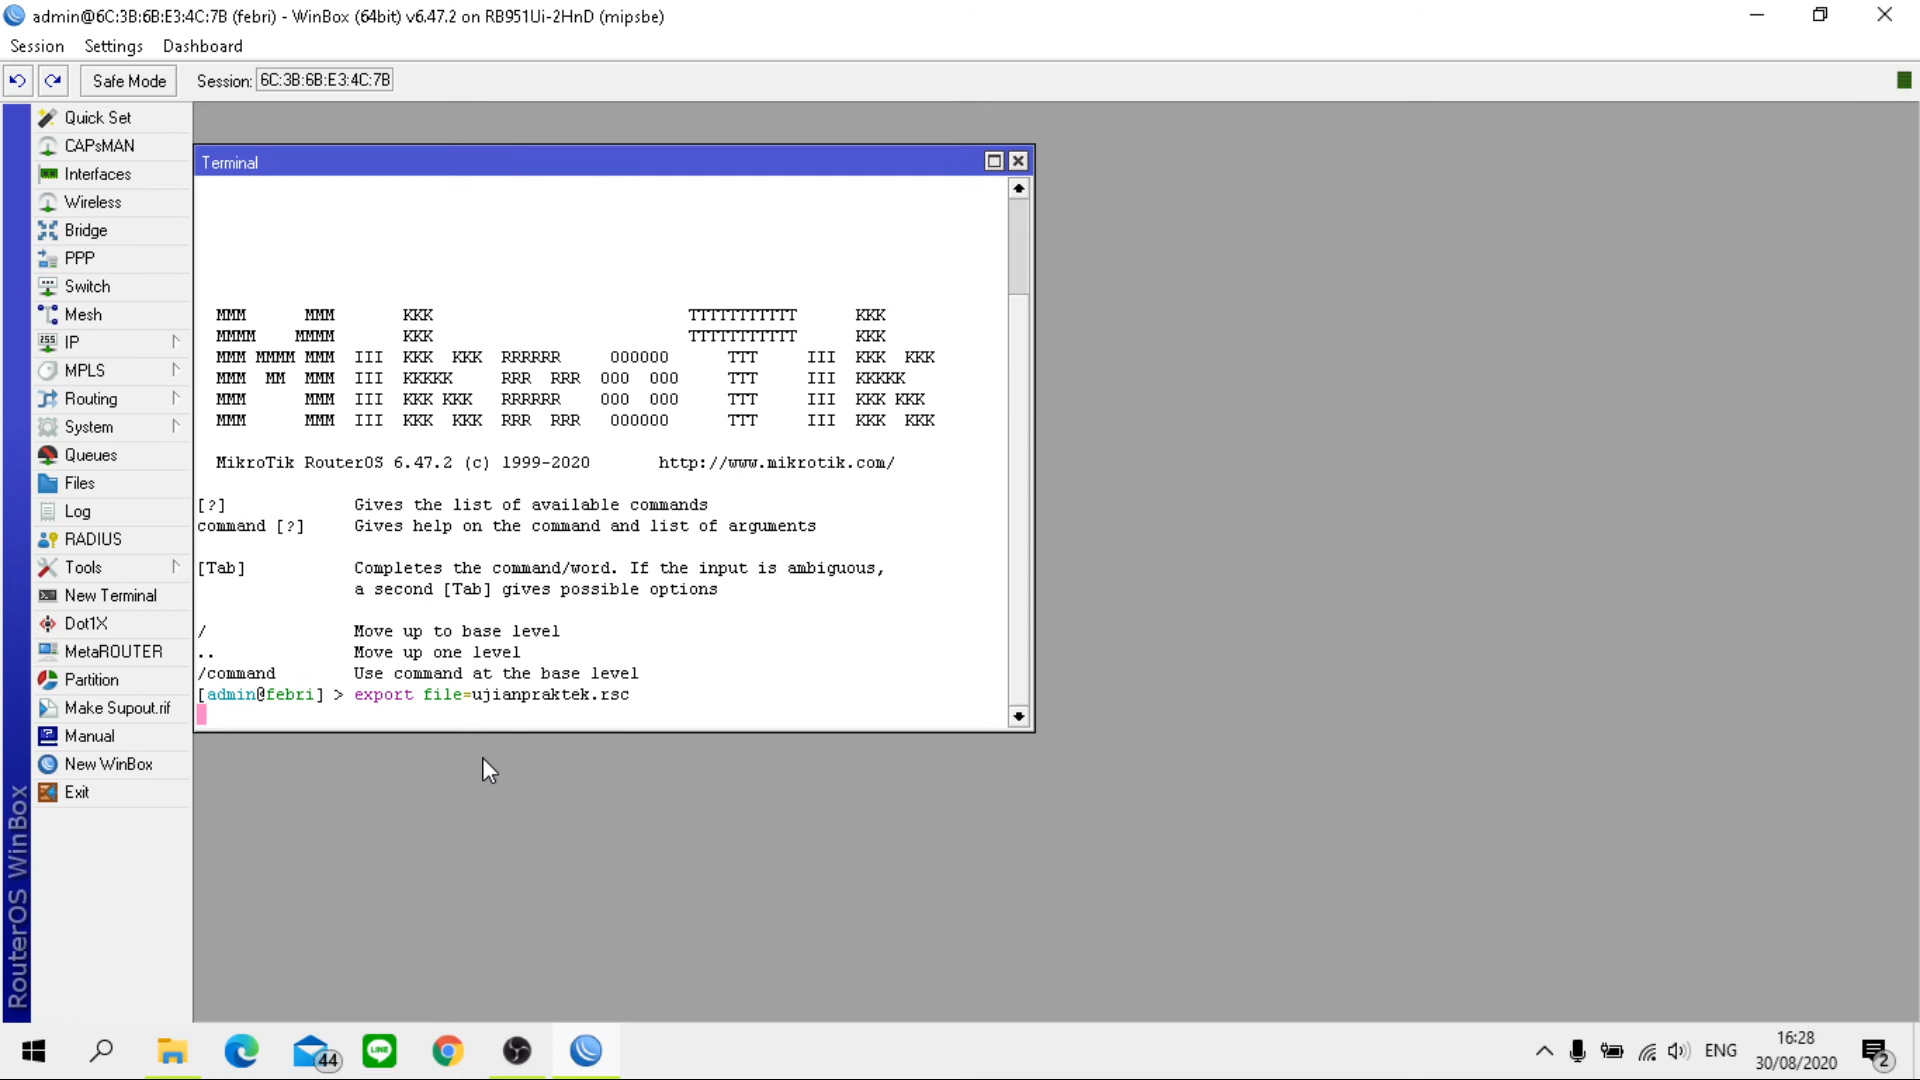 admin@6C:3B:6B:E3:4C:7B (febri) - WinBox (64bit) v6.47.2 on RB951Ui-2HnD (mipsbe)
Session Settings Dashboard
Safe Mode Session: 6C:3B:6B:E3:4C:7B
Quick Set
CAPsMAN
Interfaces
Wireless
Bridge
PPP
Switch
Mesh
IP
MPLS
Routing
System
Queues
Files
Log
RADIUS
Tools
New Terminal
Dot1X
MetaROUTER
Partition
Make Supout.rif
Manual
New WinBox
Exit
RouterOS WinBox
Terminal
MMM      MMM       KKK                          TTTTTTTTTTT      KKK
MMMM    MMMM       KKK                          TTTTTTTTTTT      KKK
MMM MMMM MMM  III  KKK  KKK  RRRRRR     OOOOOO      TTT     III  KKK  KKK
MMM  MM  MMM  III  KKKKK     RRR  RRR  OOO  OOO     TTT     III  KKKKK
MMM      MMM  III  KKK KKK   RRRRRR    OOO  OOO     TTT     III  KKK KKK
MMM      MMM  III  KKK  KKK  RRR  RRR   OOOOOO      TTT     III  KKK  KKK
MikroTik RouterOS 6.47.2 (c) 1999-2020       http://www.mikrotik.com/
[?]             Gives the list of available commands
command [?]     Gives help on the command and list of arguments
[Tab]           Completes the command/word. If the input is ambiguous,
a second [Tab] gives possible options
/               Move up to base level
..              Move up one level
/command        Use command at the base level
[admin@febri] > export file=ujianpraktek.rsc
44
LINE
ENG
16:28
30/08/2020
2